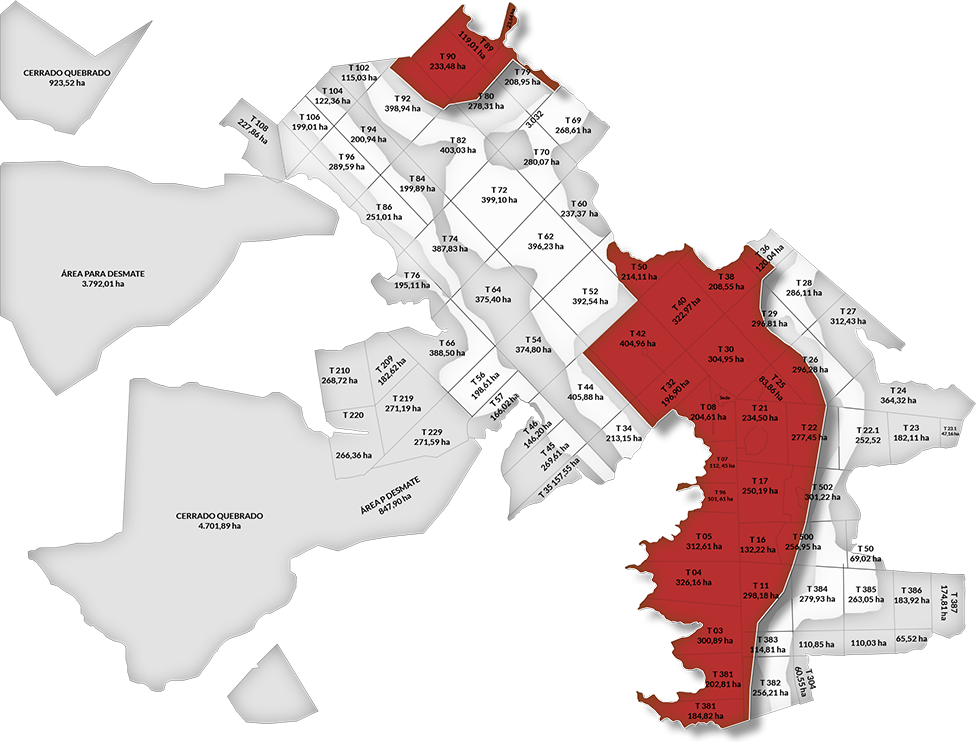 CERRADO QUEBRADO
923,52 ha
T 89
119,01 ha
T 90
233,48 ha
T 102
115,03 ha
T 79
208,95 ha
T 104
122,36 ha
T 92
398,94 ha
T 80
278,31 ha
T 108
227,86 ha
T 106
199,01 ha
T 94
200,94 ha
3.032
T 69
268,61 ha
T 82
403,03 ha
T 96
289,59 ha
T 70
280,07 ha
T 84
199,89 ha
T 72
399,10 ha
T 86
251,01 ha
T 60
237,37 ha
T 74
387,83 ha
T 62
396,23 ha
ÁREA PARA DESMATE
3.792,01 ha
T 76
195,11 ha
T 64
375,40 ha
T 52
392,54 ha
T 50
214,11 ha
T 38
208,55 ha
T 36
120,04 ha
T 28
286,11 ha
T 40
322,97 ha
T 29
296,81 ha
T 27
312,43 ha
T 42
404,96 ha
T 66
388,50 ha
T 54
374,80 ha
T 30
304,95 ha
T 26
296,28 ha
T 210
268,72 ha
T 209
182,62 ha
T 56
198,61 ha
T 57
166,02 ha
T 44
405,88 ha
T 32
196,90 ha
T 25
83,86 ha
T 24
364,32 ha
Sede
T 219
271,19 ha
T 220
T 08
204,61 ha
T 21
234,50 ha
T 229
271,59 ha
T 46
146,20 ha
T 34
213,15 ha
T 22
277,45 ha
T 22.1
252,52
T 23
182,11 ha
T 23.1
47,16 ha
266,36 ha
T 45
269,61 ha
T 35 157,55 ha
T 07
112,45 ha
ÁREA P DESMATE
847,90 ha
T 17
250,19 ha
T 96
101,61 ha
T 502
301,22 ha
CERRADO QUEBRADO
4.701,89 ha
T 05
312,61 ha
T 16
132,22 ha
T 500
256,95 ha
T 50
69,02 ha
T 04
326,16 ha
T 11
298,18 ha
T 384
279,93 ha
T 385
263,05 ha
T 386
183,92 ha
T 387
174,81 ha
T 03
300,89 ha
T 383
114,81 ha
110,85 ha
110,03 ha
65,52 ha
T 381
202,81 ha
T 382
256,21 ha
T 304
60,55 ha
T 381
184,82 ha